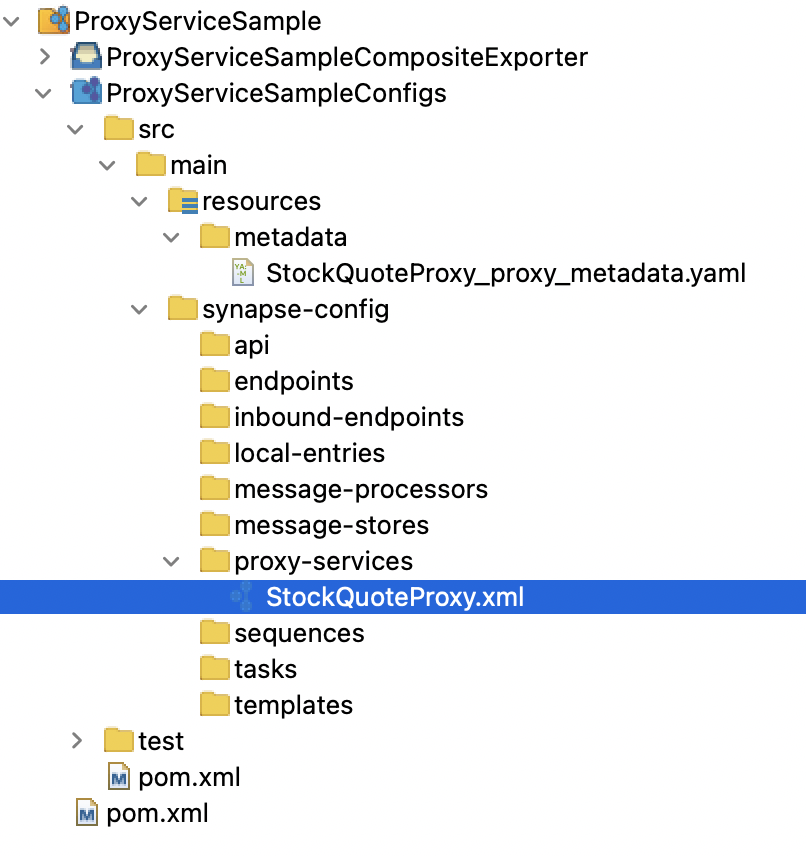 ProxyServiceSample
ProxyServiceSampleCompositeExporter
ProxyServiceSampleConfigs
src
main
resources
metadata
StockQuoteProxy_proxy_metadata.yaml
synapse-config
api
endpoints
inbound-endpoints
local-entries
message-processors
message-stores
proxy-services
StockQuoteProxy.xml
sequences
tasks
templates
test
pom.xml
pom.xml